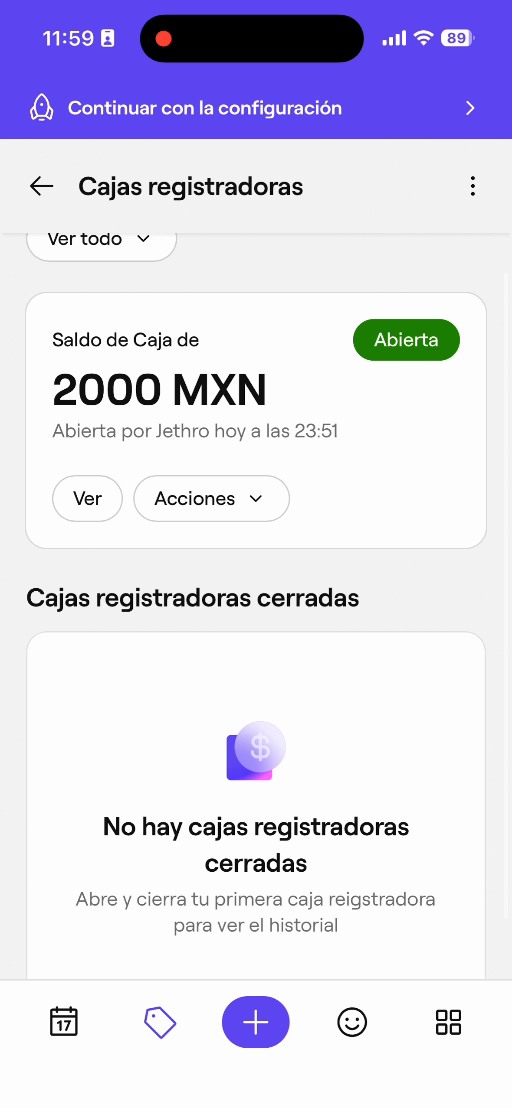 11:59
89
Continuar con la configuración
Cajas registradoras
Ver todo
Saldo de Caja de
Abierta
2000 MXN
Abierta por Jethro hoy a las 23:51
Ver
Acciones
Cajas registradoras cerradas
$
No hay cajas registradoras
cerradas
Abre y cierra tu primera caja reigstradora
para ver el historial
17